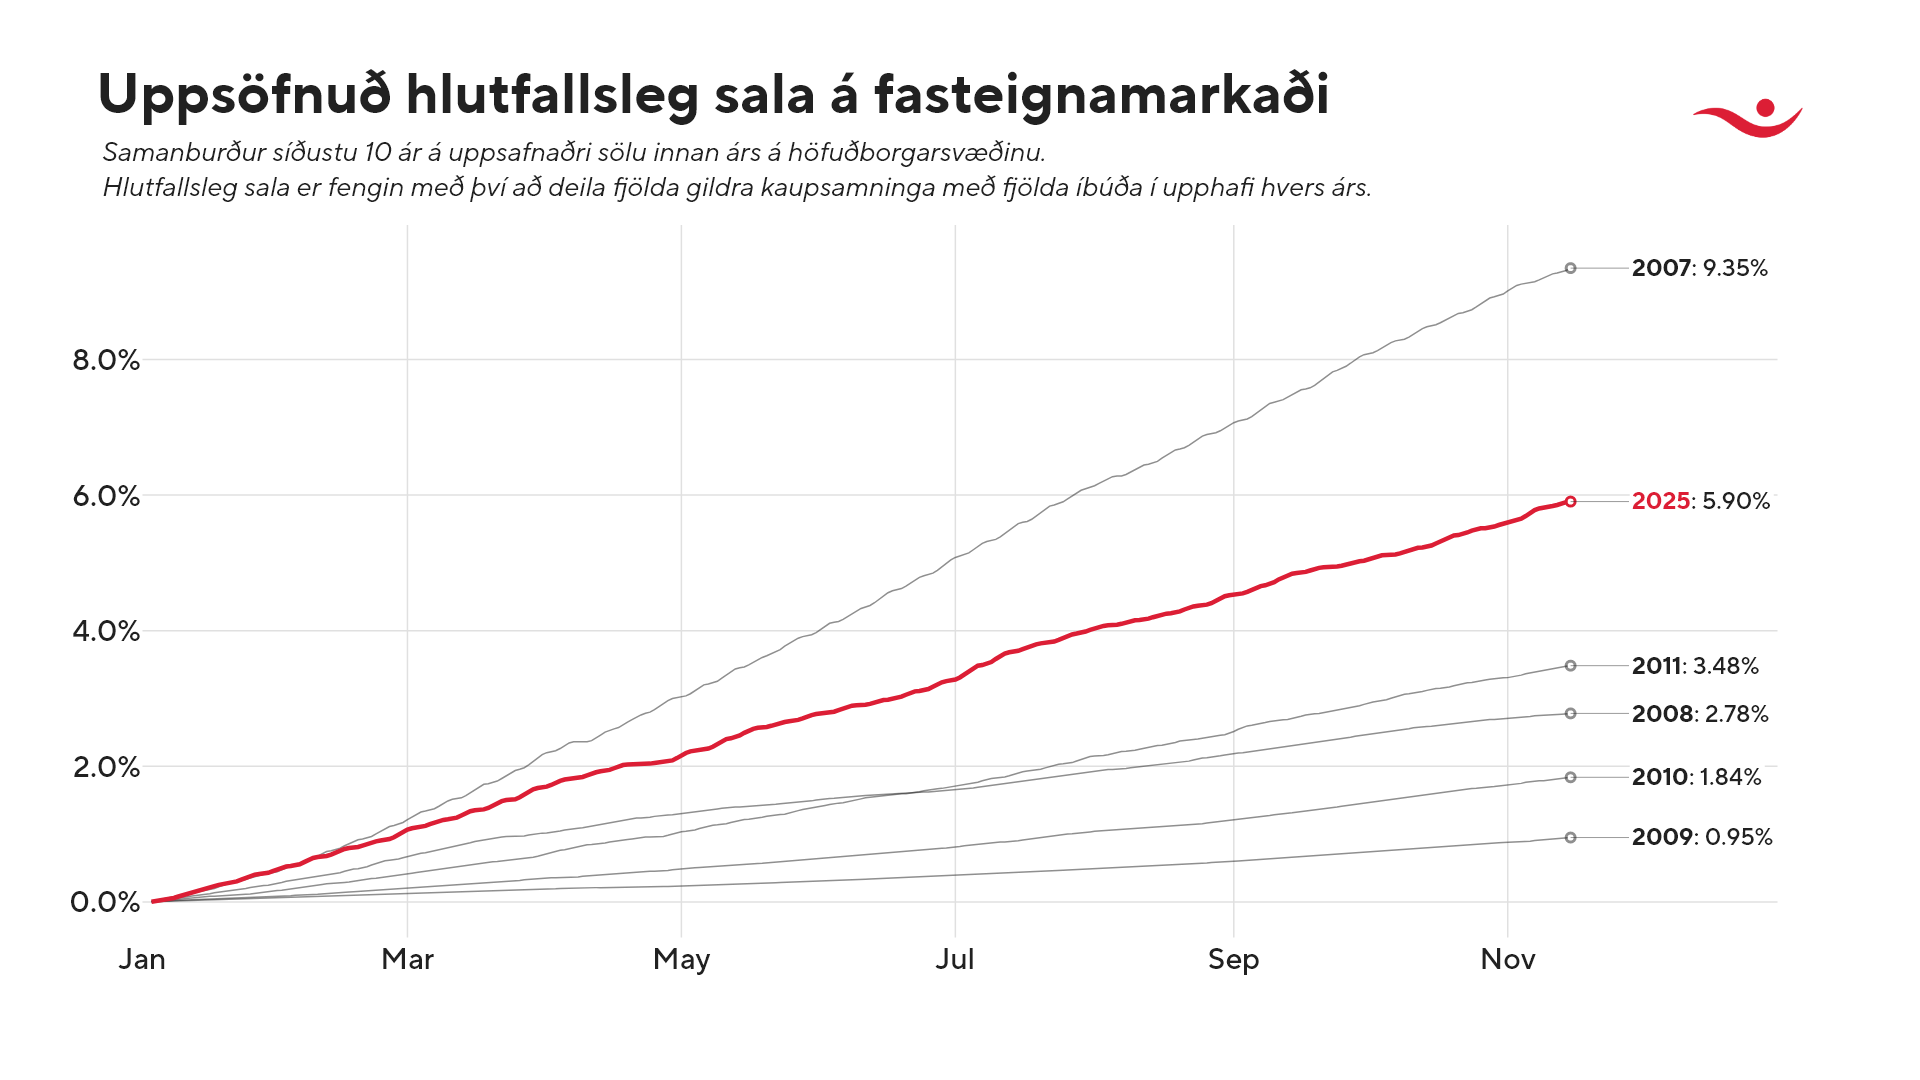 Uppsöfnuð hlutfallsleg sala á fasteignamarkaði
Samanburður síðustu 10 ár á uppsafnaðri sölu innan árs á höfuðborgarsvæðinu.
Hlutfallsleg sala er fengin með því að deila fjölda gildra kaupsamninga með fjölda íbúða í upphafi hvers árs.
2007: 9.35%
8.0%
6.0%
2025: 5.90%
4.0%
2011: 3.48%
2008: 2.78%
2.0%
2010: 1.84%
2009: 0.95%
0.0%
Jan Mar May Jul Sep Nov